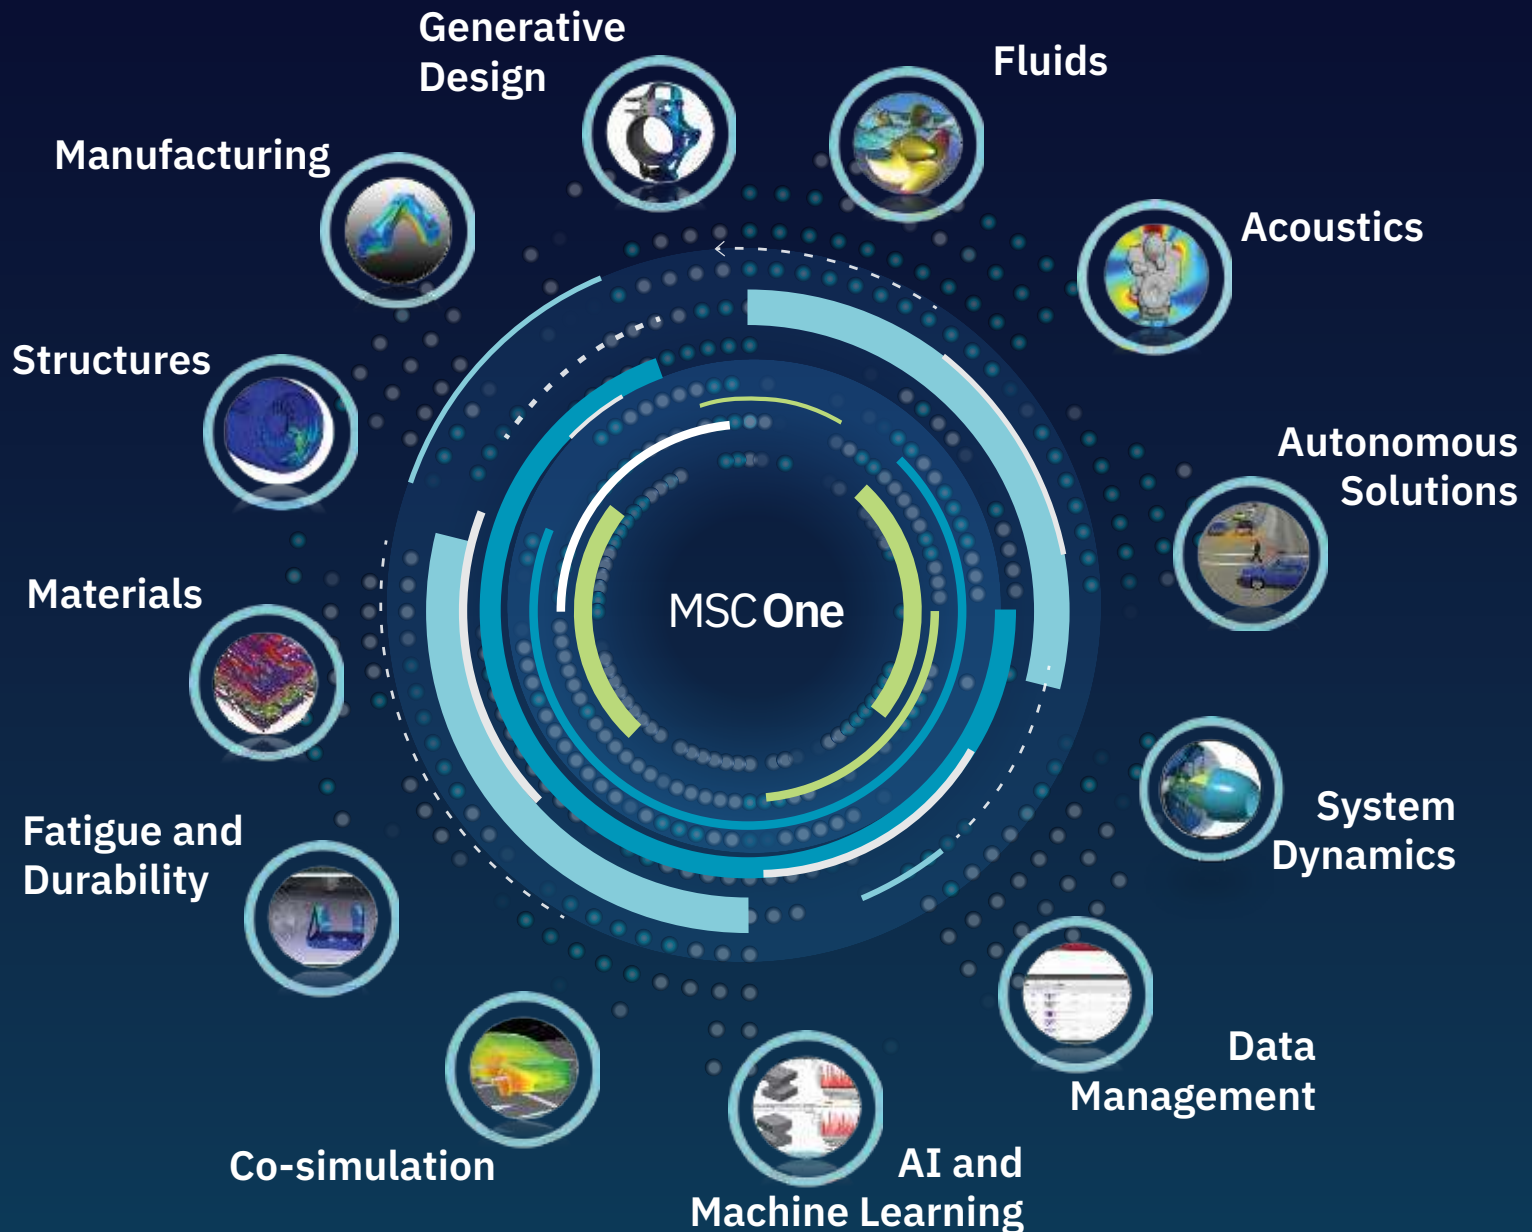 Generative
Design
Fluids
Manufacturing
Acoustics
Structures
Autonomous
Solutions
Materials
MSC One
System
Dynamics
Fatigue and
Durability
Data
Management
Co-simulation
AI and
Machine Learning